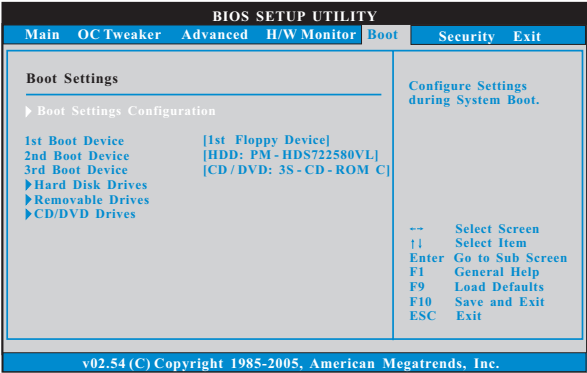 BIOS SETUP UTILITY
Main OC Tweaker Advanced H/W Monitor Boot Security Exit
Boot Settings
Boot Settings Configuration
1st Boot Device [1st Floppy Device]
2nd Boot Device [HDD: PM - HDS722580VL]
3rd Boot Device [CD / DVD: 3S - CD - ROM C]
Hard Disk Drives
Removable Drives
CD/DVD Drives
Configure Settings
during System Boot.
←→ Select Screen
↑↓ Select Item
Enter Go to Sub Screen
F1 General Help
F9 Load Defaults
F10 Save and Exit
ESC Exit
v02.54 (C) Copyright 1985-2005, American Megatrends, Inc.